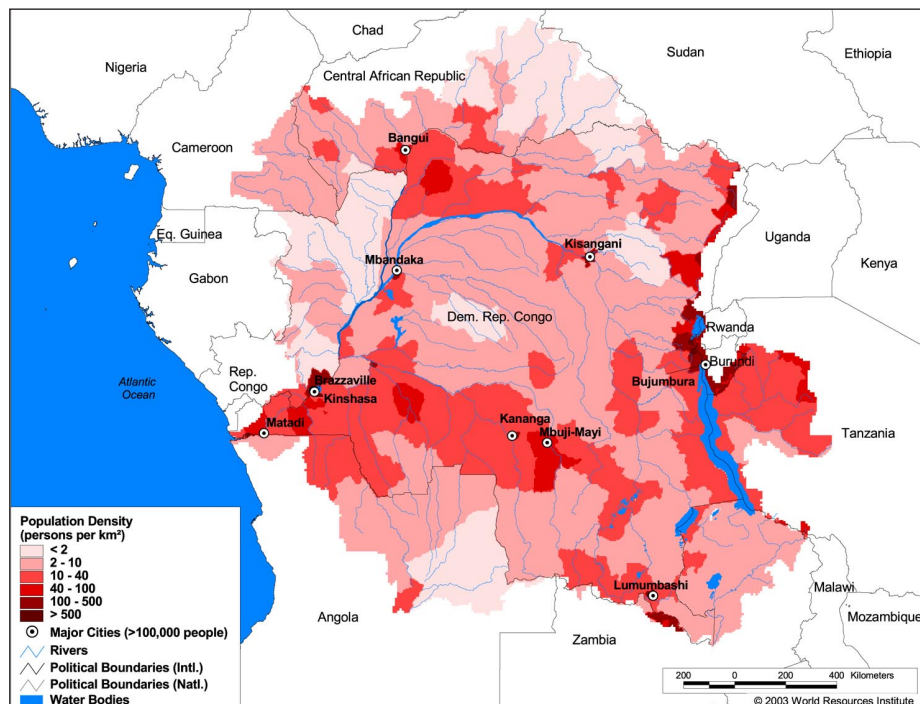 Chad
Sudan
Ethiopia
Nigeria
Central African Republic
Bangui
Cameroon
Eq. Guinea
Uganda
Kisangani
Kenya
Mbandaka
Gabon
Dem. Rep. Congo
Rwanda
Burundi
Rep.
Congo
Atlantic
Ocean
Brazzaville
Kinshasa
Bujumbura
Matadi
Kananga
Mbuji-Mayi
Tanzania
Lumumbashi
Malawi
Mozambique
Angola
Zambia
Population Density
(persons per km²)
< 2
2 - 10
10 - 40
40 - 100
100 - 500
> 500
Major Cities (>100,000 people)
Rivers
Political Boundaries (Intl.)
Political Boundaries (Natl.)
Water Bodies
200 0 200 400 Kilometers
© 2003 World Resources Institute